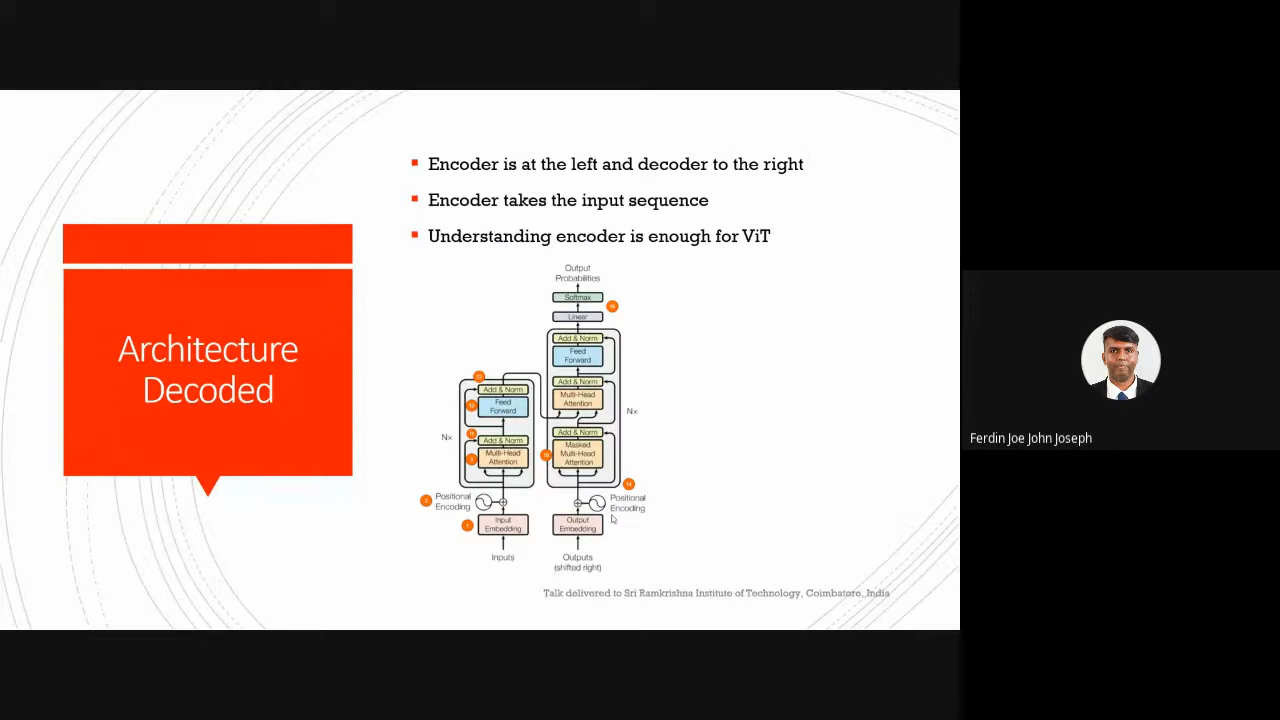 Architecture
Decoded
Encoder is at the left and decoder to the right
Encoder takes the input sequence
Understanding encoder is enough for ViT
Output
Probabilities
Softmax
Linear
Add & Norm
Feed
Forward
Add & Norm
Multi-Head
Attention
Nx
Add & Norm
Masked
Multi-Head
Attention
Positional
Encoding
Output
Embedding
Outputs
(shifted right)
Add & Norm
Feed
Forward
Nx
Add & Norm
Multi-Head
Attention
Positional
Encoding
Input
Embedding
Inputs
Talk delivered to Sri Ramkrishna Institute of Technology, Coimbatore, India
Ferdin Joe John Joseph